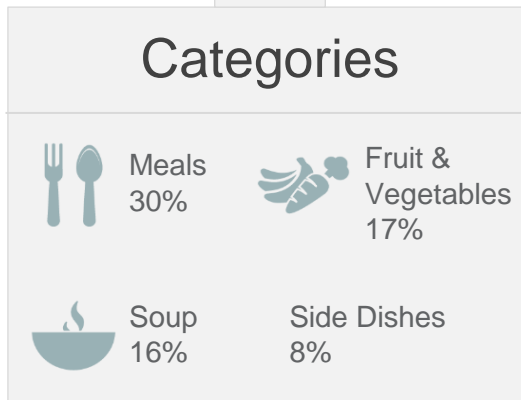 Categories
Meals
30%
Fruit &
Vegetables
17%
Soup
16%
Side Dishes
8%